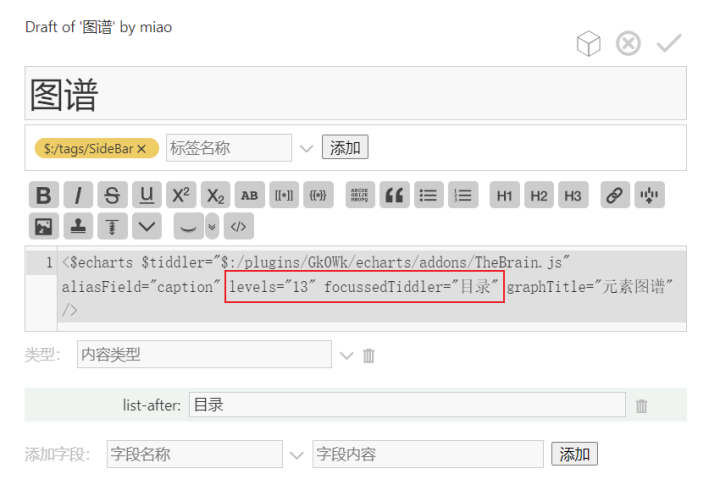 Draft of '图谱' by miao
图谱
$:/tags/SideBar × 标签名称 添加
B I S U X² X₂ AB [[*]] {{*}} H1 H2 H3
</>
1 <$echarts $tiddler="$:/plugins/Gk0Wk/echarts/addons/TheBrain.js"
aliasField="caption" levels="13" focussedTiddler="目录" graphTitle="元素图谱"
/>
类型: 内容类型
list-after: 目录
添加字段: 字段名称 字段内容 添加